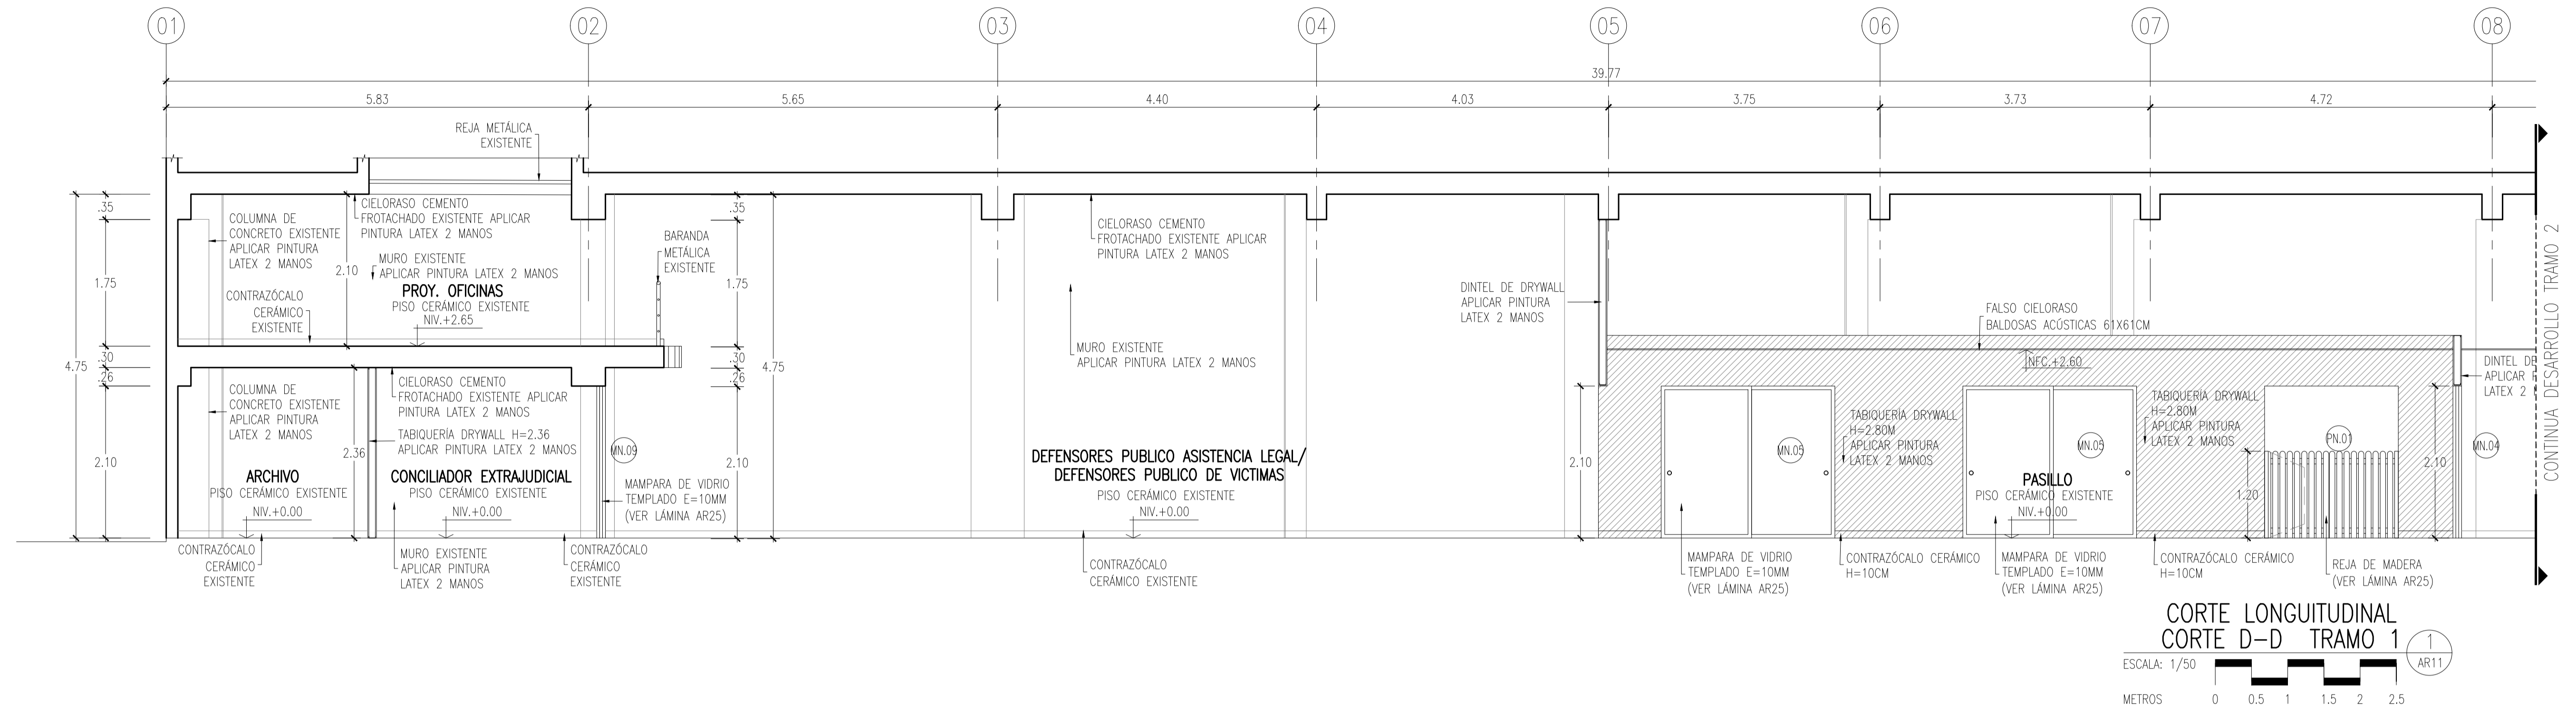 01
02
03
04
05
06
07
08
39.77
5.83
5.65
4.40
4.03
3.75
3.73
4.72
REJA METÁLICA
EXISTENTE
.35
1.75
4.75
.30
.26
2.10
COLUMNA DE
CONCRETO EXISTENTE
APLICAR PINTURA
LATEX 2 MANOS
CONTRAZÓCALO
CERÁMICO
EXISTENTE
2.10
CIELORASO CEMENTO
FROTACHADO EXISTENTE APLICAR
PINTURA LATEX 2 MANOS
MURO EXISTENTE
APLICAR PINTURA LATEX 2 MANOS
PROY. OFICINAS
PISO CERÁMICO EXISTENTE
NIV.+2.65
BARANDA
METÁLICA
EXISTENTE
.35
1.75
4.75
.30
.26
2.10
COLUMNA DE
CONCRETO EXISTENTE
APLICAR PINTURA
LATEX 2 MANOS
2.36
CIELORASO CEMENTO
FROTACHADO EXISTENTE APLICAR
PINTURA LATEX 2 MANOS
TABIQUERÍA DRYWALL H=2.36
APLICAR PINTURA LATEX 2 MANOS
MN.09
ARCHIVO
PISO CERÁMICO EXISTENTE
NIV.+0.00
CONCILIADOR EXTRAJUDICIAL
PISO CERÁMICO EXISTENTE
NIV.+0.00
MAMPARA DE VIDRIO
TEMPLADO E=10MM
(VER LÁMINA AR25)
CONTRAZÓCALO
CERÁMICO
EXISTENTE
MURO EXISTENTE
APLICAR PINTURA
LATEX 2 MANOS
CONTRAZÓCALO
CERÁMICO
EXISTENTE
CIELORASO CEMENTO
FROTACHADO EXISTENTE APLICAR
PINTURA LATEX 2 MANOS
MURO EXISTENTE
APLICAR PINTURA LATEX 2 MANOS
DEFENSORES PUBLICO ASISTENCIA LEGAL/
DEFENSORES PUBLICO DE VICTIMAS
PISO CERÁMICO EXISTENTE
NIV.+0.00
CONTRAZÓCALO
CERÁMICO EXISTENTE
DINTEL DE DRYWALL
APLICAR PINTURA
LATEX 2 MANOS
FALSO CIELORASO
BALDOSAS ACÚSTICAS 61X61CM
NFC.+2.60
2.10
MN.05
TABIQUERÍA DRYWALL
H=2.80M
APLICAR PINTURA
LATEX 2 MANOS
MN.05
PASILLO
PISO CERÁMICO EXISTENTE
NIV.+0.00
TABIQUERÍA DRYWALL
H=2.80M
APLICAR PINTURA
LATEX 2 MANOS
PN.01
1.20
2.10
DINTEL DE
APLICAR
LATEX 2
MN.04
MAMPARA DE VIDRIO
TEMPLADO E=10MM
(VER LÁMINA AR25)
CONTRAZÓCALO CERÁMICO
H=10CM
MAMPARA DE VIDRIO
TEMPLADO E=10MM
(VER LÁMINA AR25)
CONTRAZÓCALO CERÁMICO
H=10CM
REJA DE MADERA
(VER LÁMINA AR25)
CONTINUA DESARROLLO TRAMO 2
CORTE LONGUITUDINAL
CORTE D-D TRAMO 1
1
AR11
ESCALA: 1/50
METROS 0 0.5 1 1.5 2 2.5